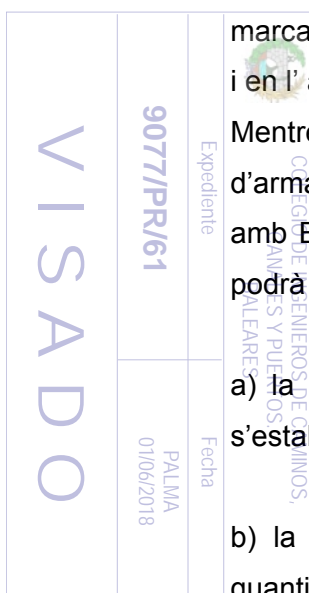 marca
i en l'
Mentre
d'arma
amb E
podrà
a) la
s'esta
b) la
quanti
VISADO
9077/PR/61
Expediente
PALMA
01/06/2018
Fecha
COLEGIO DE INGENIEROS DE CAMINOS,
CANALES Y PUERTOS.
BALEARES